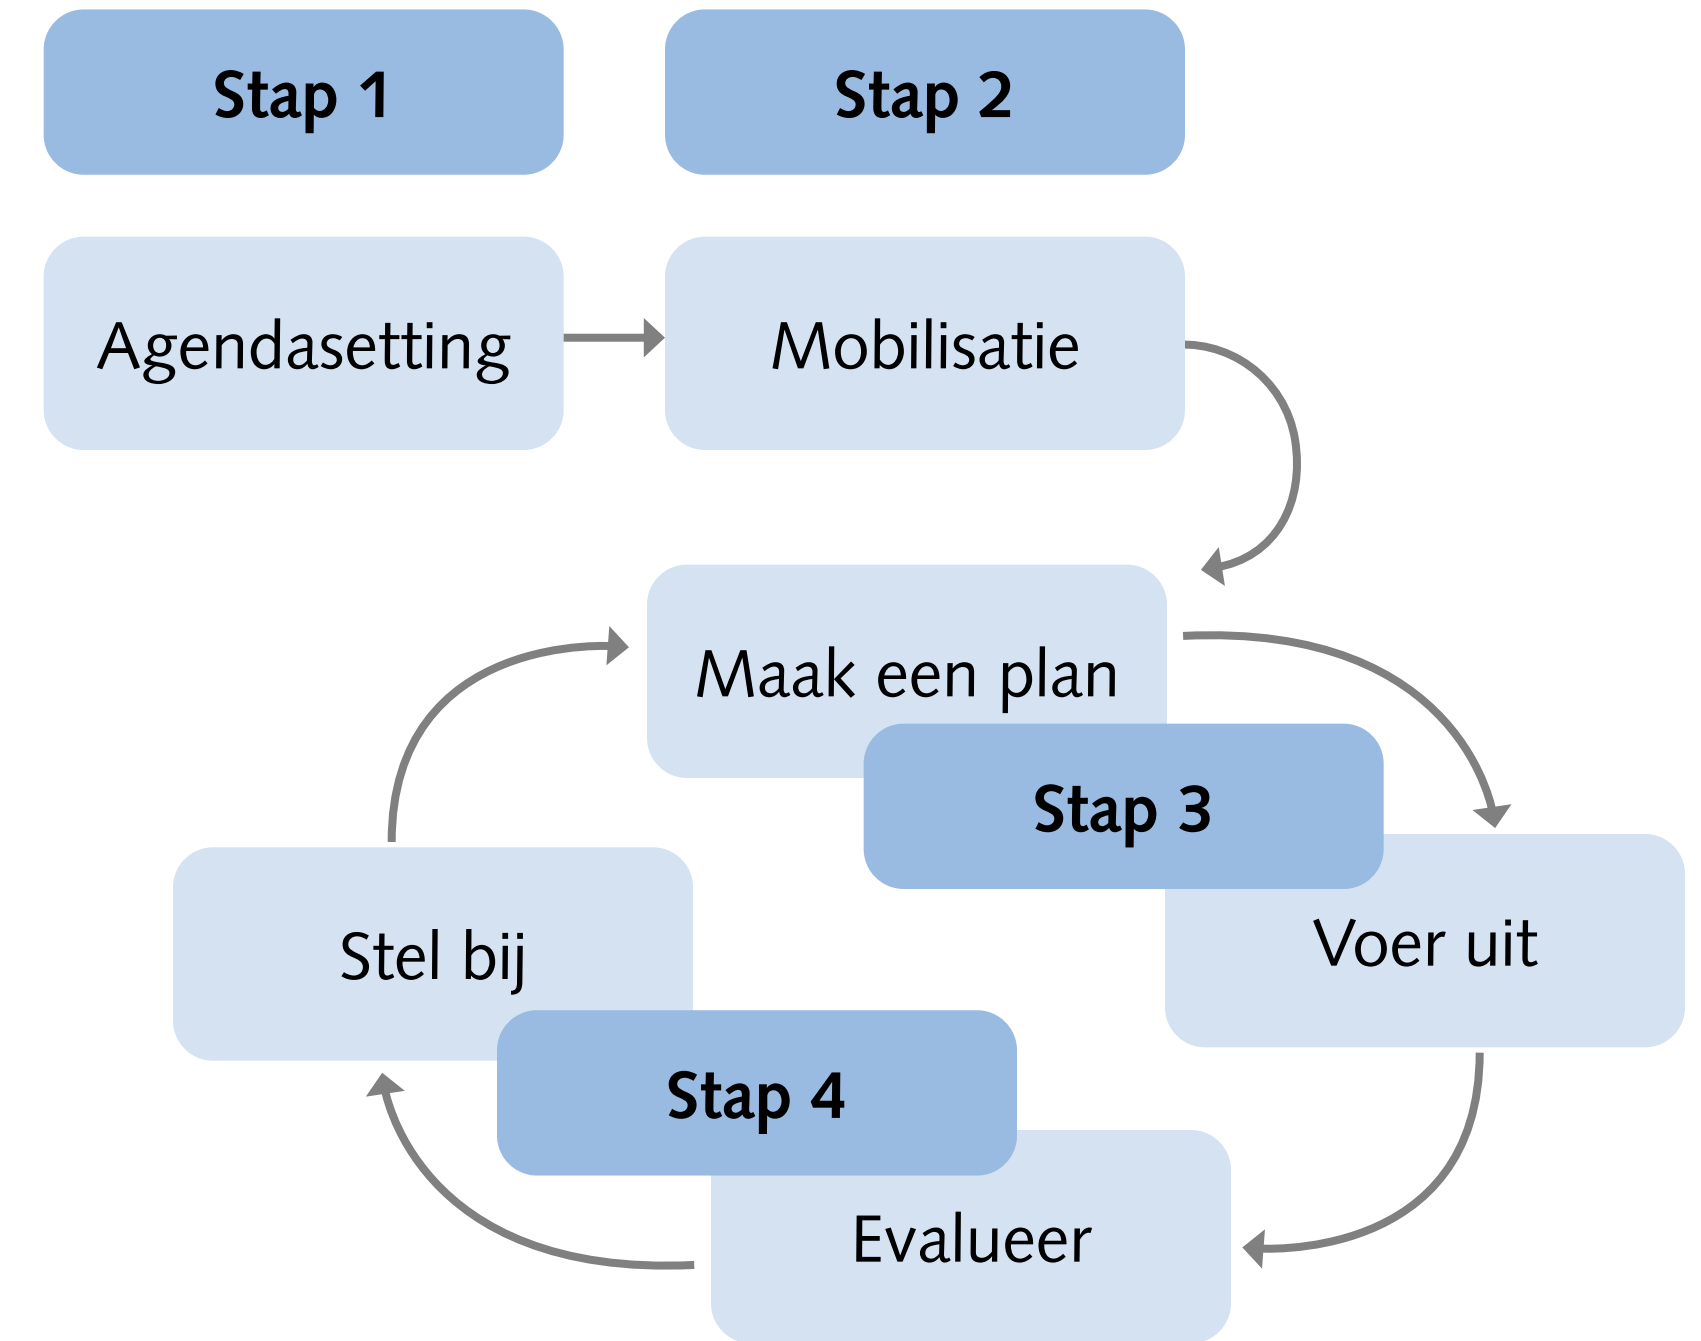 Stap 1
Stap 2
Agendasetting
Mobilisatie
Maak een plan
Stap 3
Voer uit
Stel bij
Stap 4
Evalueer